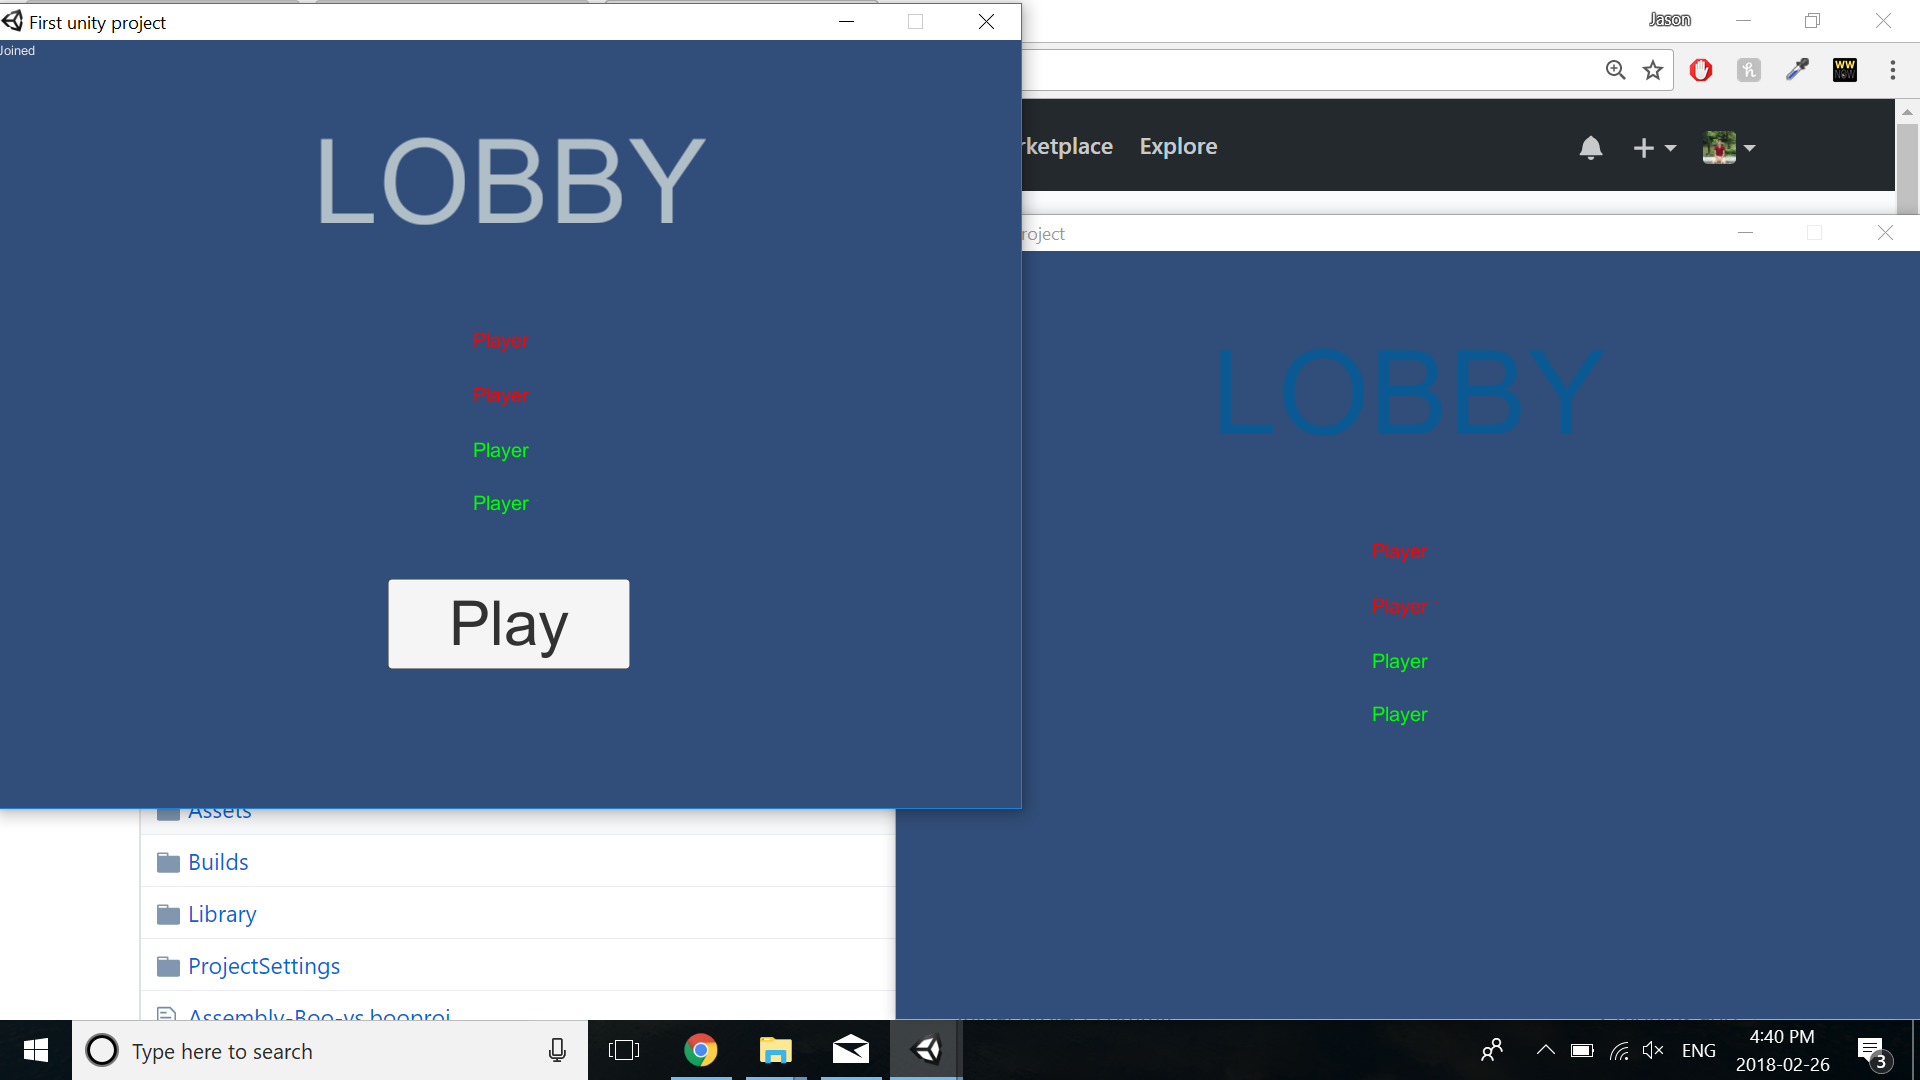 First unity project
Jason
Joined
LOBBY
Player
Player
Player
Player
Play
rketplace
Explore
WW
NOW
roject
LOBBY
Player
Player
Player
Player
Assets
Builds
Library
ProjectSettings
Assembly-Boo-vs.booproj
Type here to search
ENG
4:40 PM
2018-02-26
3